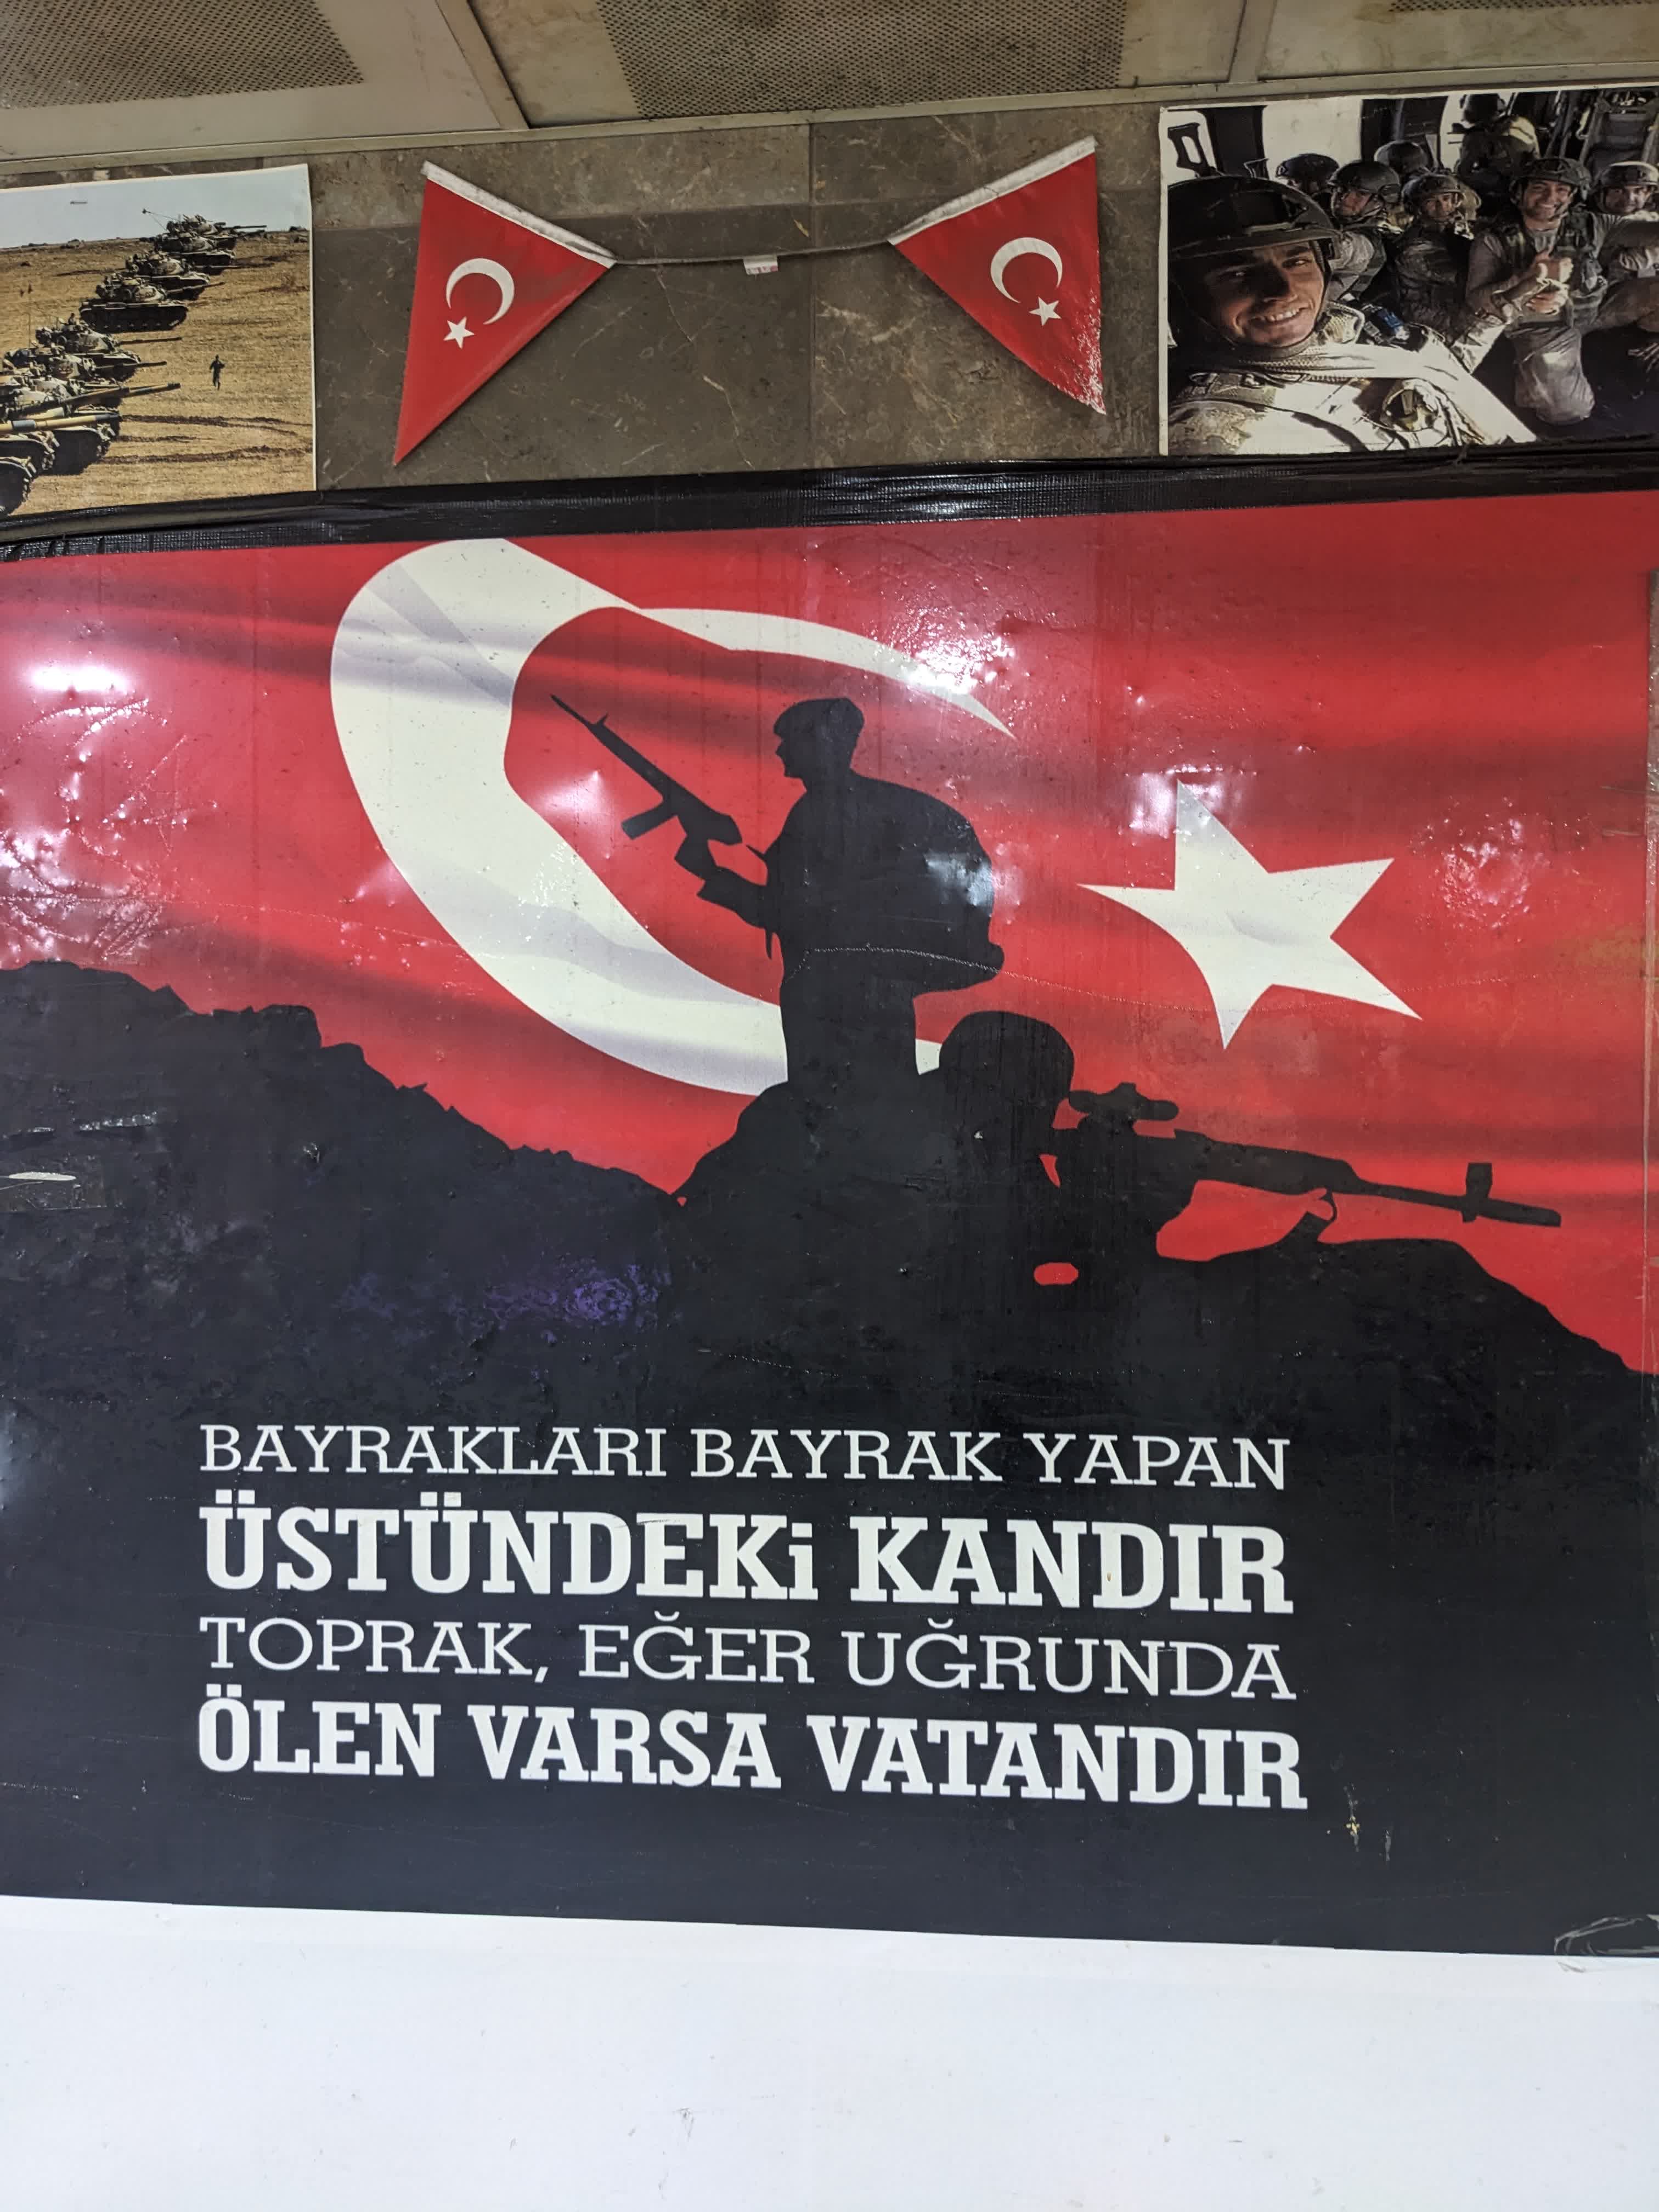 BAYRAKLARI BAYRAK YAPAN
ÜSTÜNDEKi KANDIR
TOPRAK, EĞER UĞRUNDA
ÖLEN VARSA VATANDIR